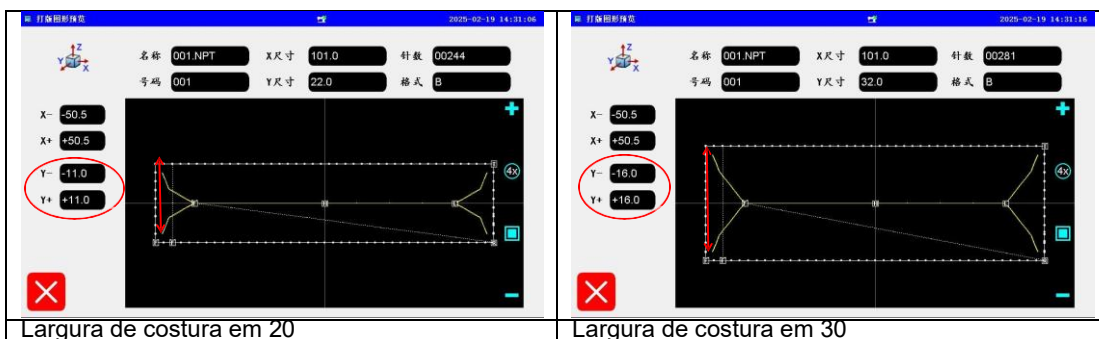 打版图形预览
2025-02-19 14:31:06
Z
Y
X
名称 001.NPT
X尺寸 101.0
针数 00244
号码 001
Y尺寸 22.0
格式 B
X- -50.5
X+ +50.5
Y- -11.0
Y+ +11.0
4x
Largura de costura em 20
打版图形预览
2025-02-19 14:31:16
Z
Y
X
名称 001.NPT
X尺寸 101.0
针数 00281
号码 001
Y尺寸 32.0
格式 B
X- -50.5
X+ +50.5
Y- -16.0
Y+ +16.0
4x
Largura de costura em 30